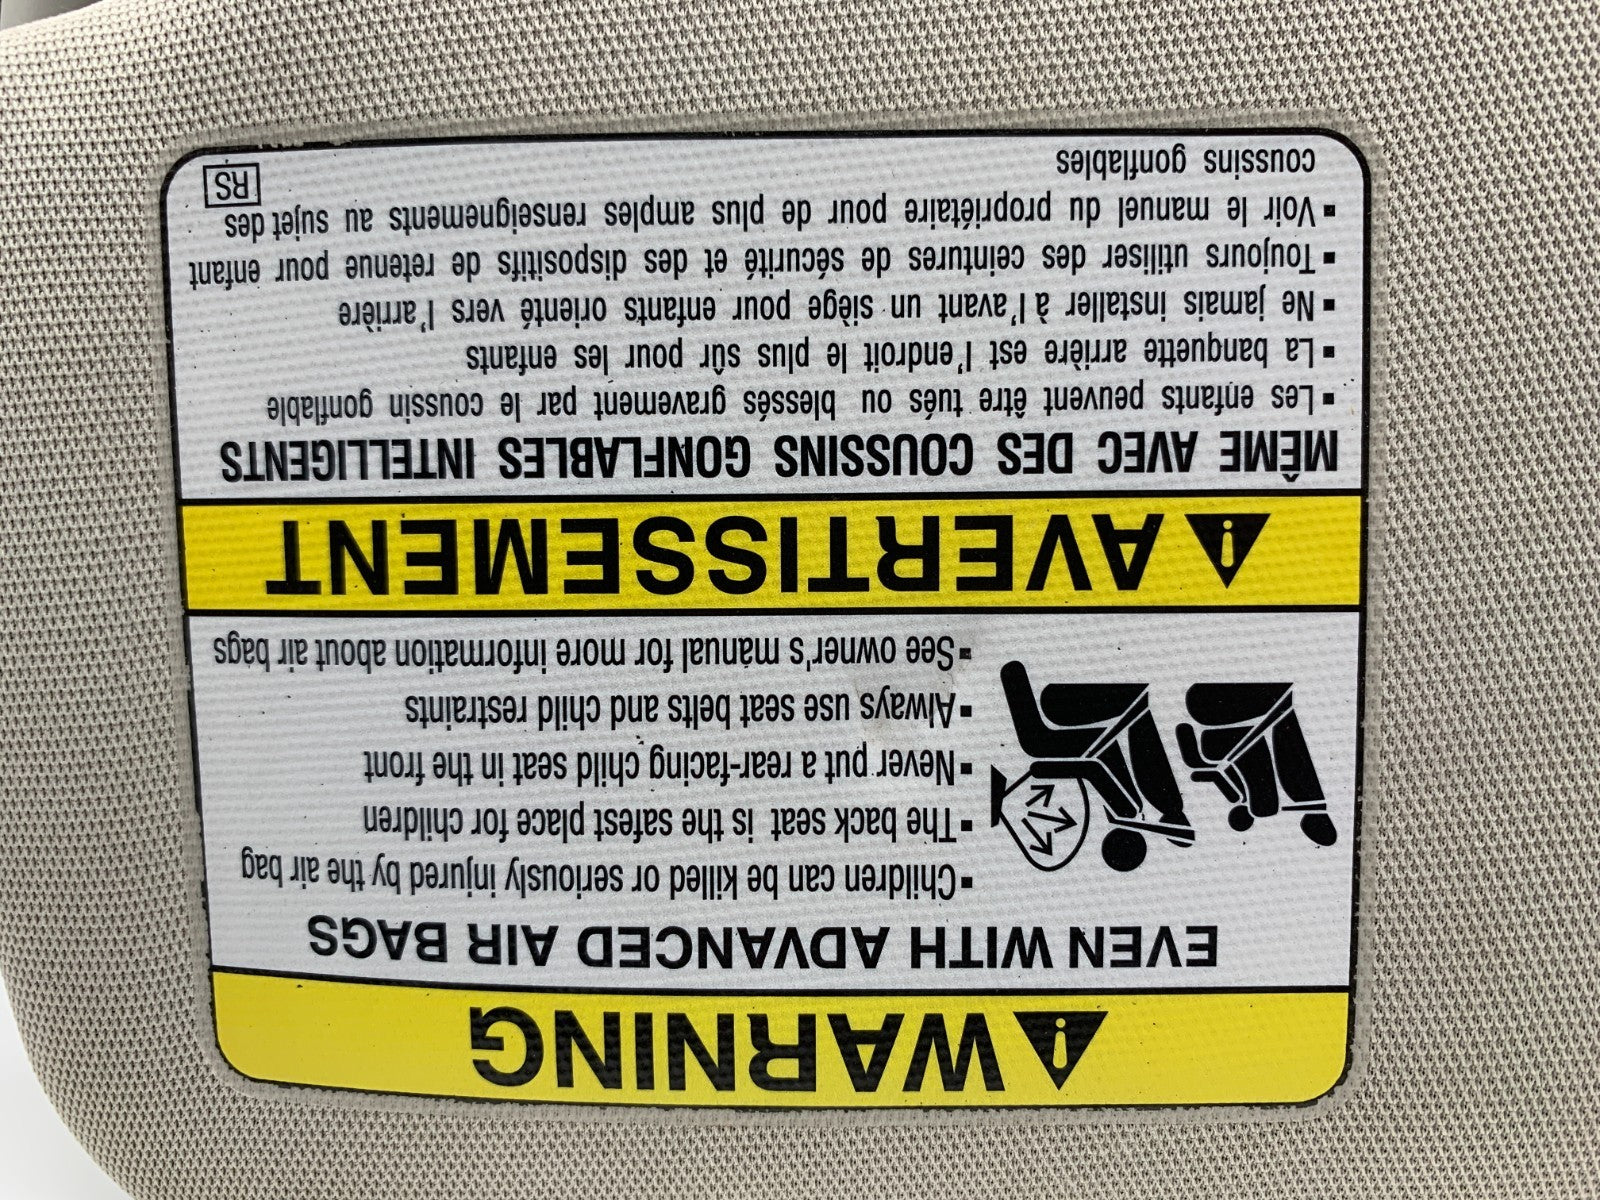 WARNING
EVEN WITH ADVANCED AIR BAGS
▪Children can be killed or seriously injured by the air bag
▪The back seat is the safest place for children
▪Never put a rear-facing child seat in the front
▪Always use seat belts and child restraints
▪See owner's manual for more information about air bags
AVERTISSEMENT
MÊME AVEC DES COUSSINS GONFLABLES INTELLIGENTS
▪Les enfants peuvent être tués ou blessés gravement par le coussin gonflable
▪La banquette arrière est l'endroit le plus sûr pour les enfants
▪Ne jamais installer à l'avant un siège pour enfants orienté vers l'arrière
▪Toujours utiliser des ceintures de sécurité et des dispositifs de retenue pour enfant
▪Voir le manuel du propriétaire pour de plus amples renseignements au sujet des
coussins gonflables
RS